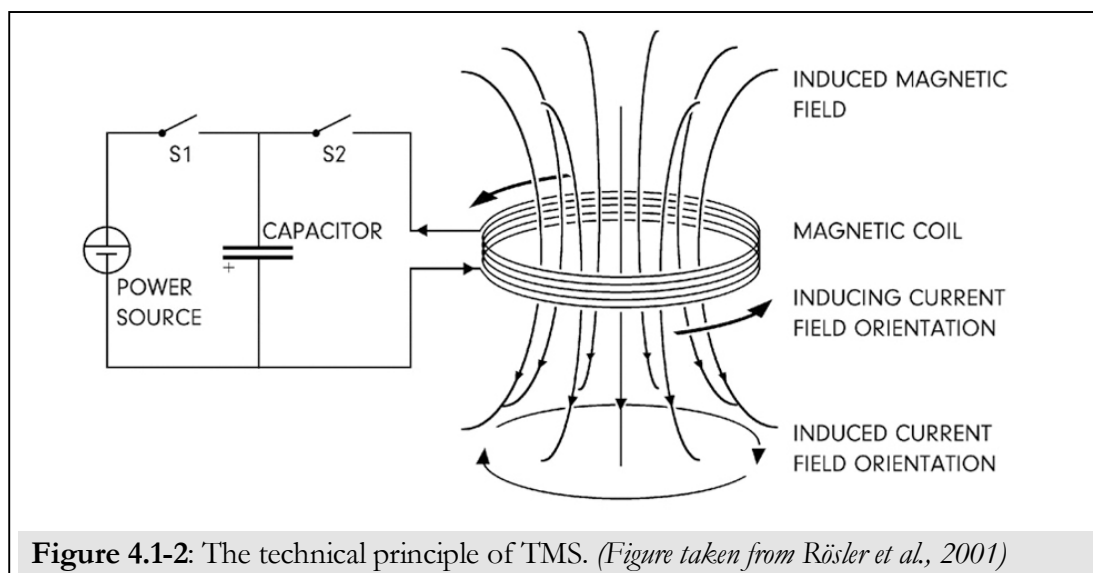 INDUCED MAGNETIC
FIELD
S1
S2
CAPACITOR
+
MAGNETIC COIL
POWER
SOURCE
INDUCING CURRENT
FIELD ORIENTATION
INDUCED CURRENT
FIELD ORIENTATION
Figure 4.1-2: The technical principle of TMS. (Figure taken from Rösler et al., 2001)